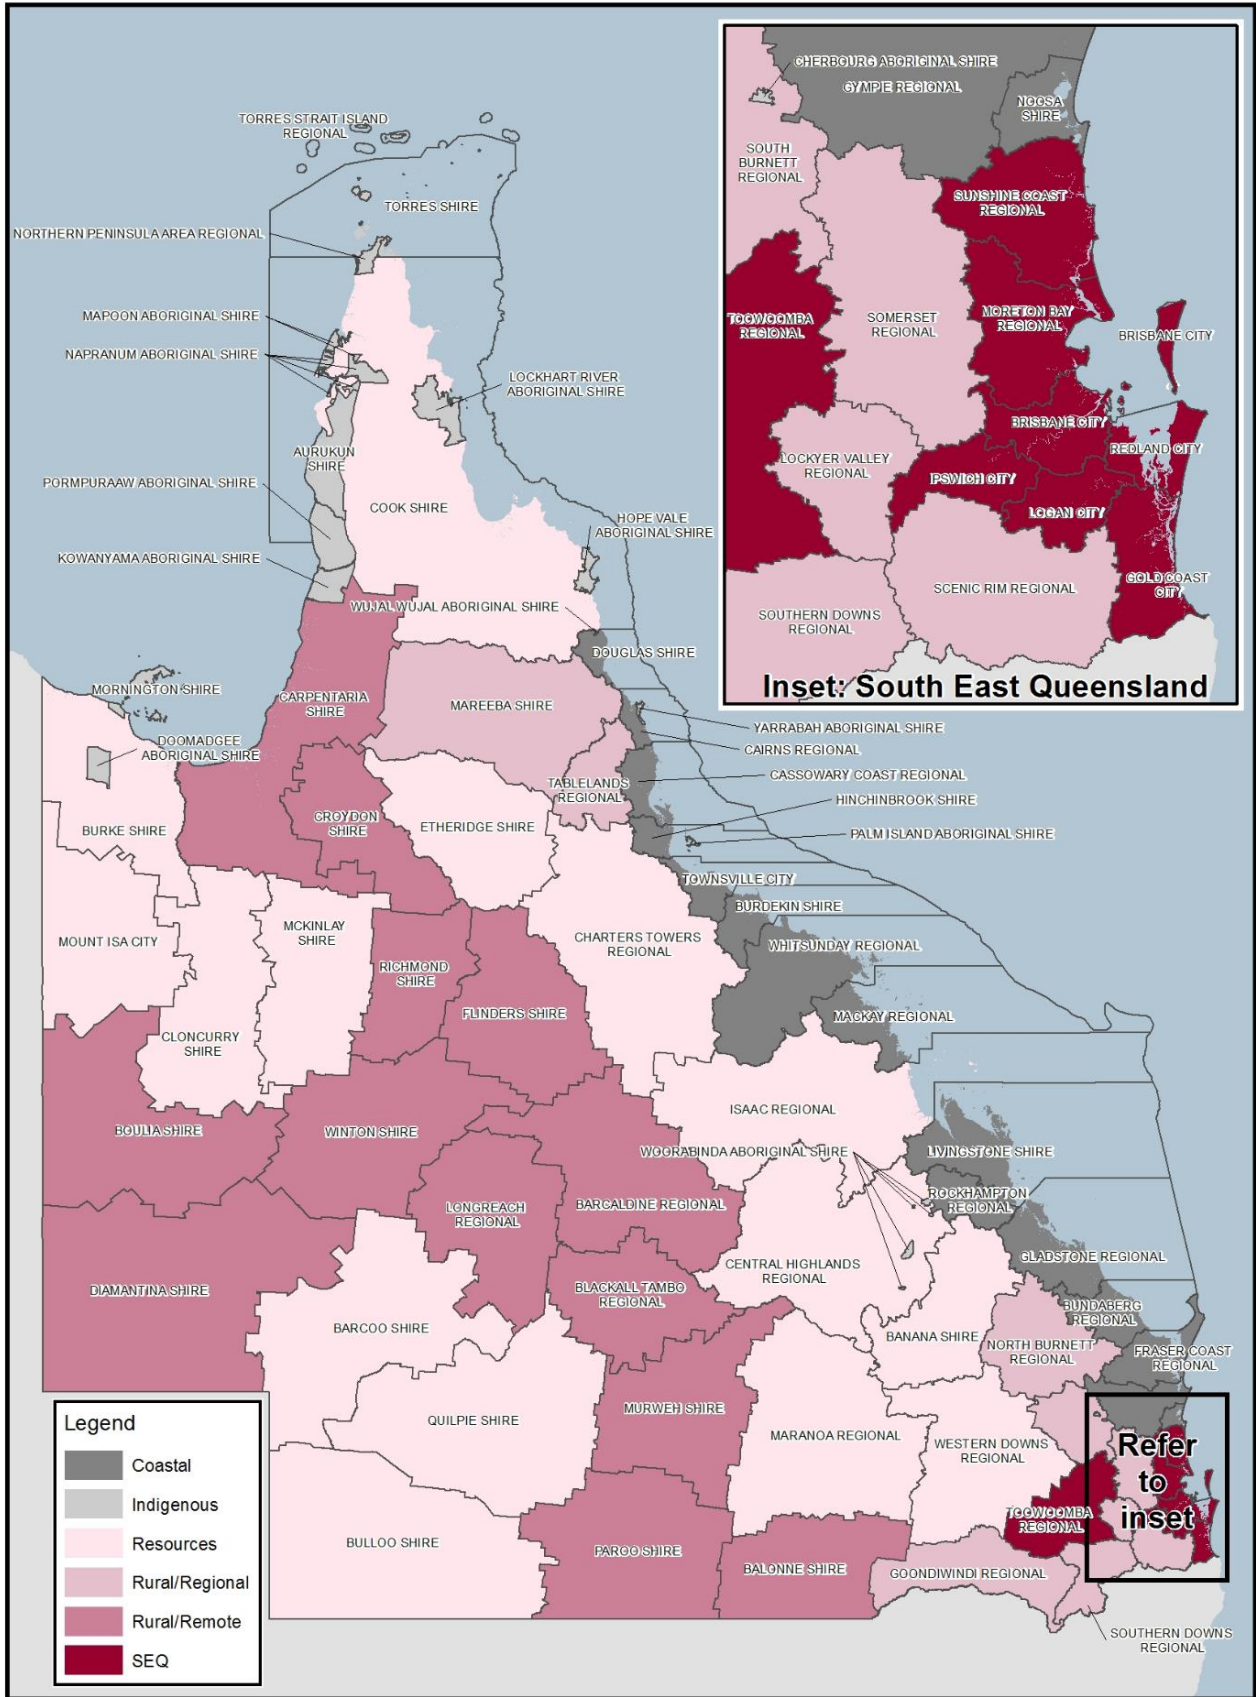 CHERBOURG ABORIGINAL SHIRE
GYMPIE REGIONAL
NOOSA
SHIRE
SOUTH
BURNETT
REGIONAL
SUNSHINE COAST
REGIONAL
TOOWOOMBA
REGIONAL
SOMERSET
REGIONAL
MORETON BAY
REGIONAL
BRISBANE CITY
BRISBANE CITY
REDLAND CITY
LOCKYER VALLEY
REGIONAL
IPSWICH CITY
LOGAN CITY
SCENIC RIM REGIONAL
GOLD COAST
CITY
SOUTHERN DOWNS
REGIONAL
Inset: South East Queensland
TORRES STRAIT ISLAND
REGIONAL
TORRES SHIRE
NORTHERN PENINSULA AREA REGIONAL
MAPOON ABORIGINAL SHIRE
NAPRANUM ABORIGINAL SHIRE
LOCKHART RIVER
ABORIGINAL SHIRE
AURUKUN
SHIRE
PORMPURAAW ABORIGINAL SHIRE
COOK SHIRE
HOPE VALE
ABORIGINAL SHIRE
KOWANYAMA ABORIGINAL SHIRE
WUJAL WUJAL ABORIGINAL SHIRE
DOUGLAS SHIRE
MORNINGTON SHIRE
CARPENTARIA
SHIRE
MAREEBA SHIRE
YARRABAH ABORIGINAL SHIRE
DOOMADGEE
ABORIGINAL SHIRE
CAIRNS REGIONAL
TABLELANDS
REGIONAL
CASSOWARY COAST REGIONAL
HINCHINBROOK SHIRE
BURKE SHIRE
CROYDON
SHIRE
ETHERIDGE SHIRE
PALM ISLAND ABORIGINAL SHIRE
TOWNSVILLE CITY
BURDEKIN SHIRE
MOUNT ISA CITY
MCKINLAY
SHIRE
CHARTERS TOWERS
REGIONAL
WHITSUNDAY REGIONAL
RICHMOND
SHIRE
FLINDERS SHIRE
MACKAY REGIONAL
CLONCURRY
SHIRE
ISAAC REGIONAL
BOULIA SHIRE
WINTON SHIRE
WOORABINDA ABORIGINAL SHIRE
LIVINGSTONE SHIRE
LONGREACH
REGIONAL
BARCALDINE REGIONAL
ROCKHAMPTON
REGIONAL
DIAMANTINA SHIRE
BLACKALL TAMBO
REGIONAL
CENTRAL HIGHLANDS
REGIONAL
GLADSTONE REGIONAL
BARCOO SHIRE
BANANA SHIRE
BUNDABERG
REGIONAL
NORTH BURNETT
REGIONAL
FRASER COAST
REGIONAL
QUILPIE SHIRE
MURWEH SHIRE
MARANOA REGIONAL
WESTERN DOWNS
REGIONAL
Refer
to
inset
TOOWOOMBA
REGIONAL
BULLOO SHIRE
PAROO SHIRE
BALONNE SHIRE
GOONDIWINDI REGIONAL
SOUTHERN DOWNS
REGIONAL
Legend
Coastal
Indigenous
Resources
Rural/Regional
Rural/Remote
SEQ